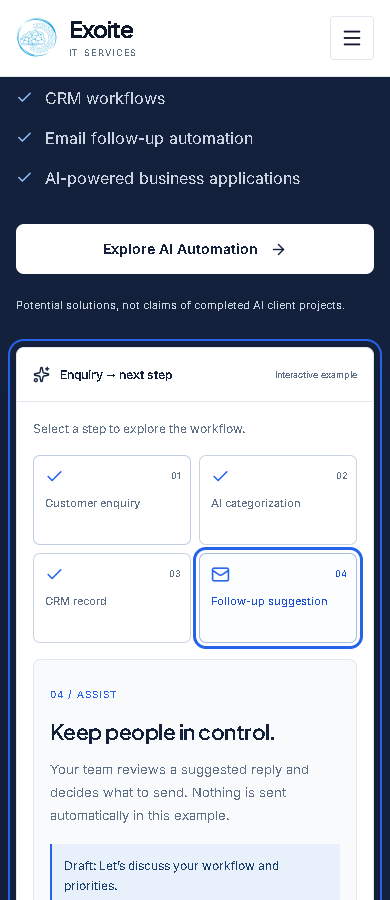 Exoite
IT SERVICES
CRM workflows
Email follow-up automation
AI-powered business applications
Explore AI Automation →
Potential solutions, not claims of completed AI client projects.
Enquiry → next step
Interactive example
Select a step to explore the workflow.
01
Customer enquiry
02
AI categorization
03
CRM record
04
Follow-up suggestion
04 / ASSIST
Keep people in control.
Your team reviews a suggested reply and
decides what to send. Nothing is sent
automatically in this example.
Draft: Let's discuss your workflow and
priorities.